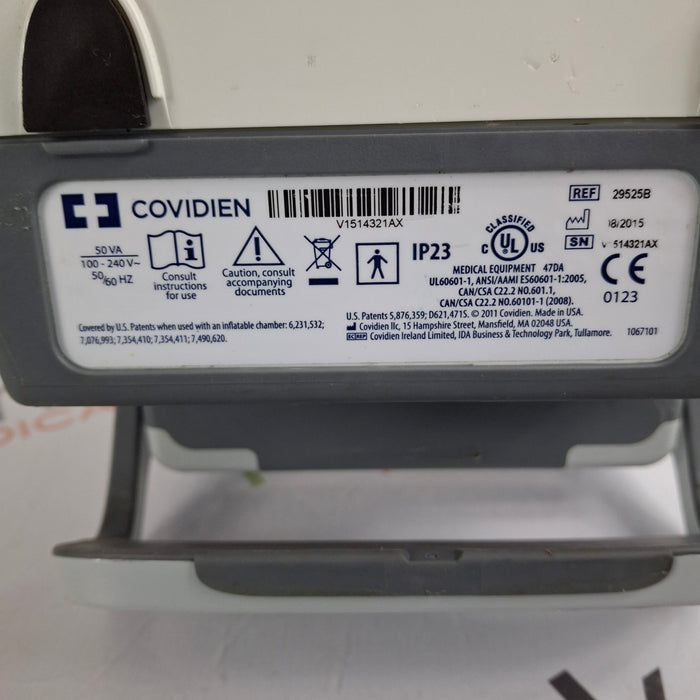 COVIDIEN
V1514321AX
REF 29525B
08/2015
SN V1514321AX
50 VA
100 - 240 V~
50/60 HZ
Consult
instructions
for use
Caution, consult
accompanying
documents
IP23
CLASSIFIED
C UL US
MEDICAL EQUIPMENT 47DA
UL60601-1, ANSI/AAMI ES60601-1:2005,
CAN/CSA C22.2 NO.601.1,
CAN/CSA C22.2 NO.60101-1 (2008).
CE
0123
Covered by U.S. Patents when used with an inflatable chamber: 6,231,532;
7,076,993; 7,354,410; 7,354,411; 7,490,620.
U.S. Patents 5,876,359; D621,471S. © 2011 Covidien. Made in USA.
Covidien llc, 15 Hampshire Street, Mansfield, MA 02048 USA.
EC REP Covidien Ireland Limited, IDA Business & Technology Park, Tullamore.
1067101